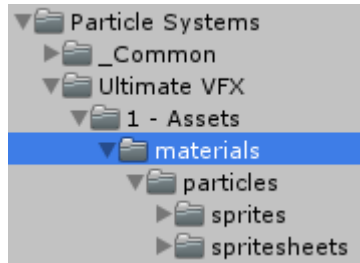 Particle Systems
_Common
Ultimate VFX
1 - Assets
materials
particles
sprites
spritesheets